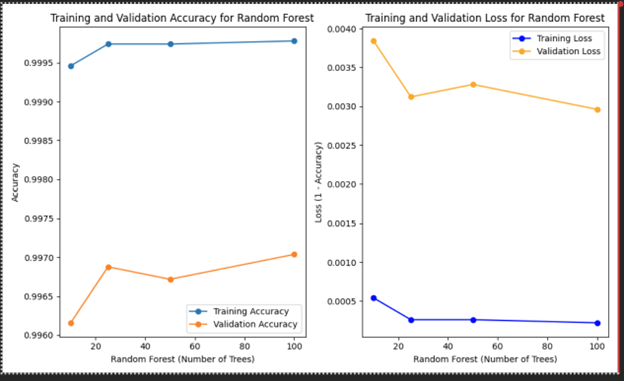 Training and Validation Accuracy for Random Forest
0.9995
0.9990
0.9985
0.9980
0.9975
0.9970
0.9965
0.9960
Accuracy
Training Accuracy
Validation Accuracy
20
40
60
80
100
Random Forest (Number of Trees)
Training and Validation Loss for Random Forest
0.0040
0.0035
0.0030
0.0025
0.0020
0.0015
0.0010
0.0005
Loss (1 - Accuracy)
Training Loss
Validation Loss
20
40
60
80
100
Random Forest (Number of Trees)